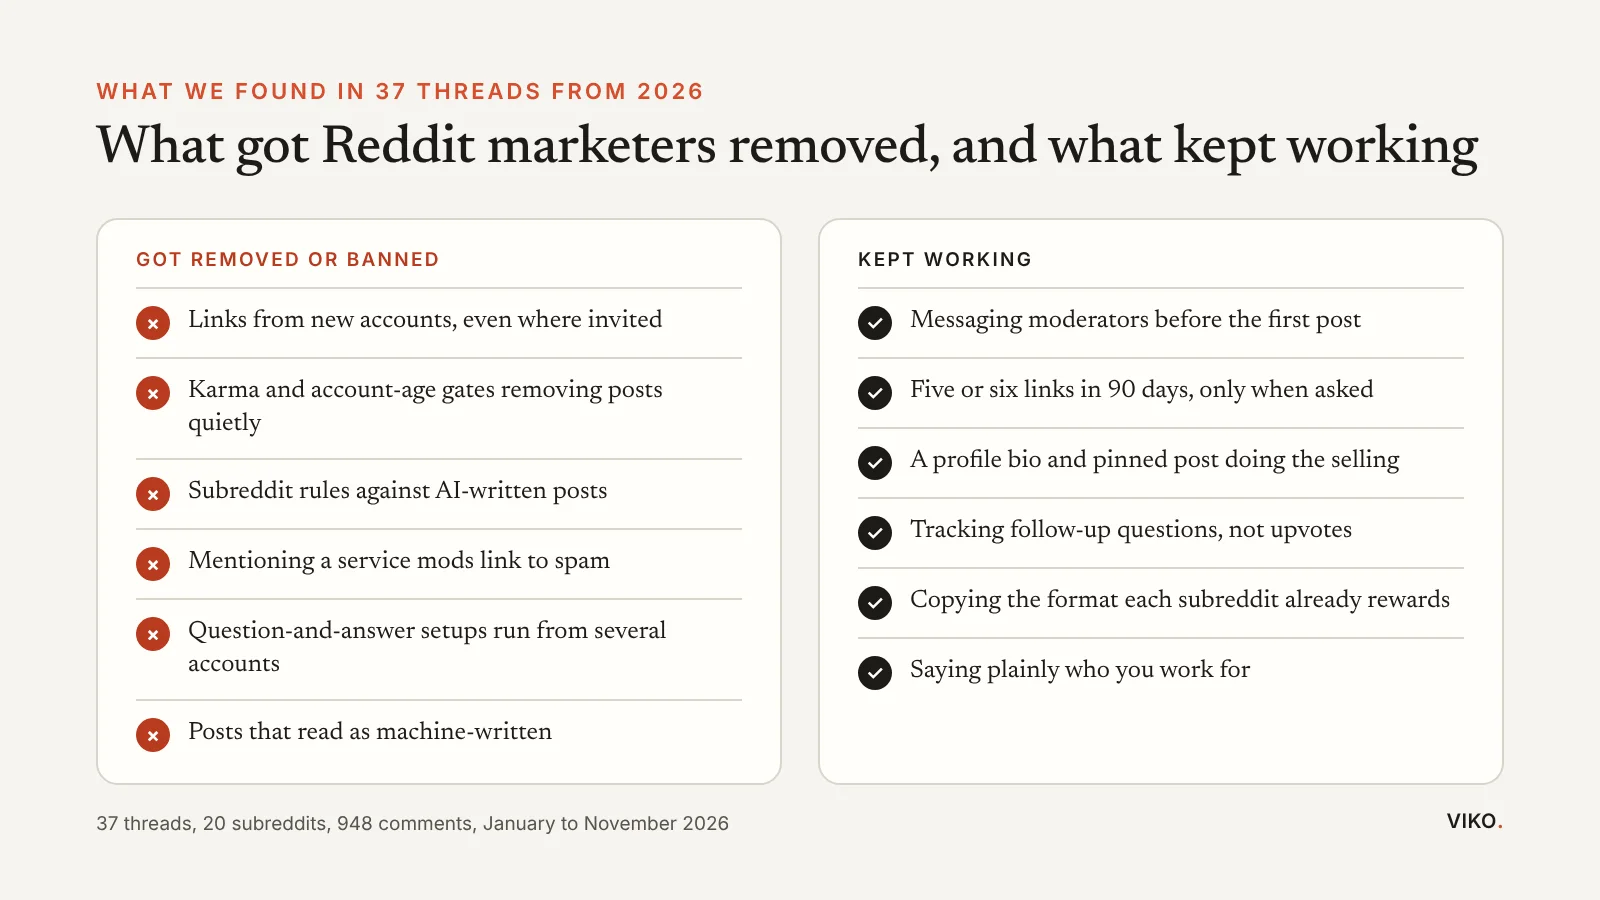 WHAT WE FOUND IN 37 THREADS FROM 2026
What got Reddit marketers removed, and what kept working
GOT REMOVED OR BANNED
Links from new accounts, even where invited
Karma and account-age gates removing posts
quietly
Subreddit rules against AI-written posts
Mentioning a service mods link to spam
Question-and-answer setups run from several
accounts
Posts that read as machine-written
KEPT WORKING
Messaging moderators before the first post
Five or six links in 90 days, only when asked
A profile bio and pinned post doing the selling
Tracking follow-up questions, not upvotes
Copying the format each subreddit already rewards
Saying plainly who you work for
37 threads, 20 subreddits, 948 comments, January to November 2026
VIKO.